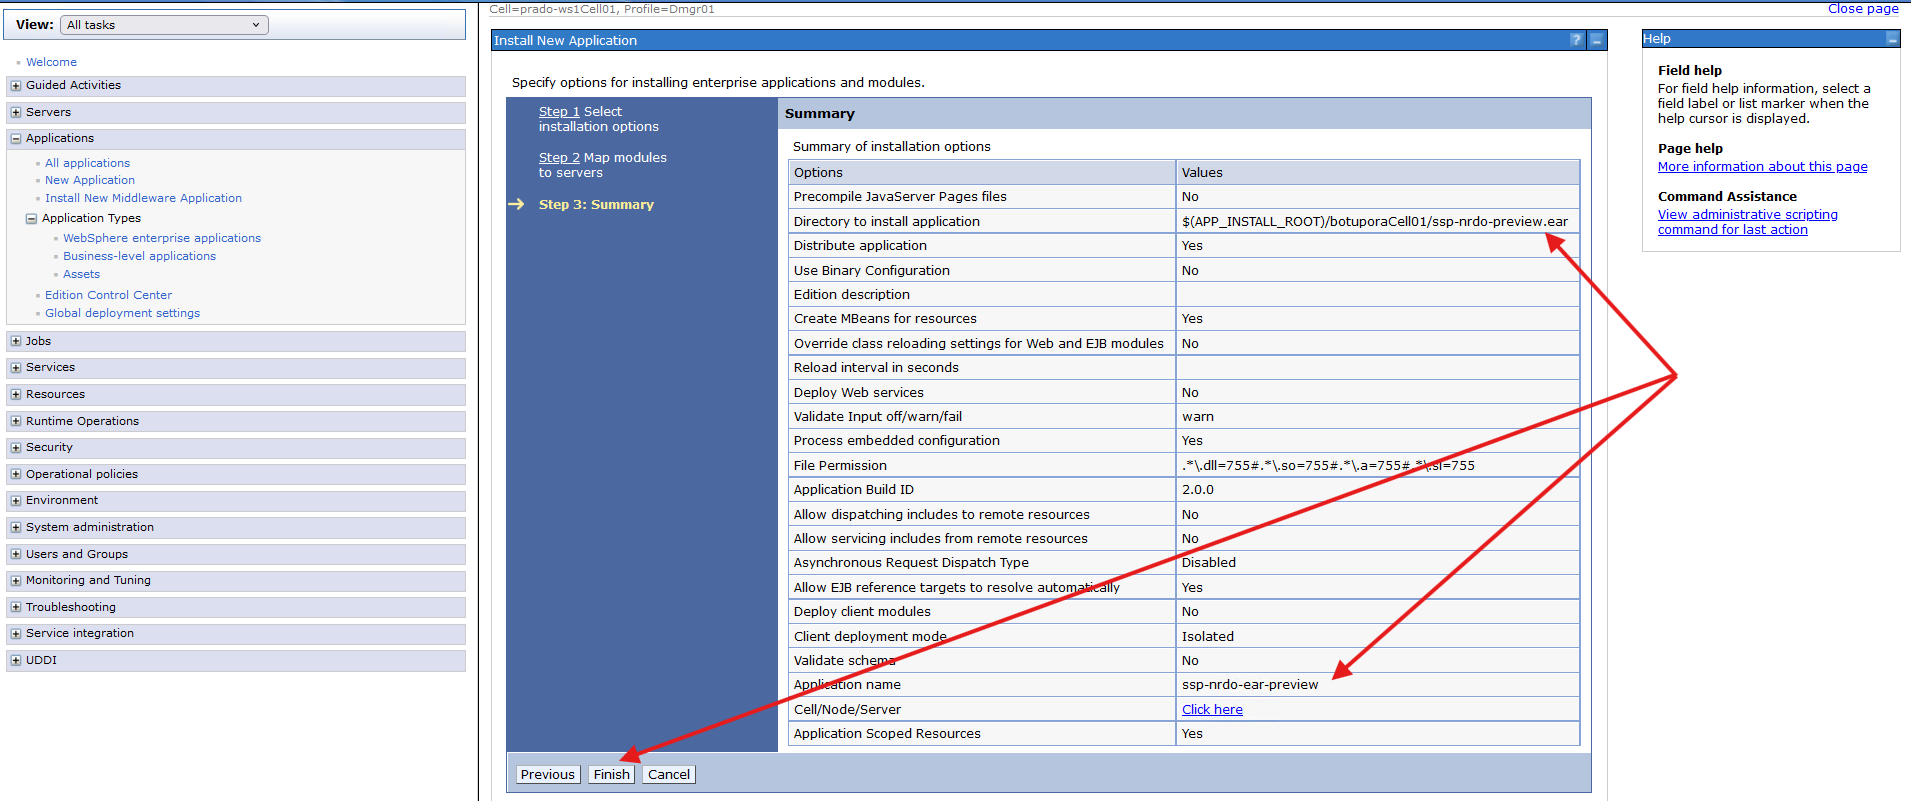 Cell=prado-ws1Cell01, Profile=Dmgr01
Close page
View: All tasks
Welcome
Guided Activities
Servers
Applications
All applications
New Application
Install New Middleware Application
Application Types
WebSphere enterprise applications
Business-level applications
Assets
Edition Control Center
Global deployment settings
Jobs
Services
Resources
Runtime Operations
Security
Operational policies
Environment
System administration
Users and Groups
Monitoring and Tuning
Troubleshooting
Service integration
UDDI
Install New Application
?
Specify options for installing enterprise applications and modules.
Step 1 Select
installation options
Step 2 Map modules
to servers
Step 3: Summary
Summary
Summary of installation options
Options Values
Precompile JavaServer Pages files No
Directory to install application $(APP_INSTALL_ROOT)/botuporaCell01/ssp-nrdo-preview.ear
Distribute application Yes
Use Binary Configuration No
Edition description
Create MBeans for resources Yes
Override class reloading settings for Web and EJB modules No
Reload interval in seconds
Deploy Web services No
Validate Input off/warn/fail warn
Process embedded configuration Yes
File Permission .*\.dll=755#.*\.so=755#.*\.a=755#.*\.sl=755
Application Build ID 2.0.0
Allow dispatching includes to remote resources No
Allow servicing includes from remote resources No
Asynchronous Request Dispatch Type Disabled
Allow EJB reference targets to resolve automatically Yes
Deploy client modules No
Client deployment mode Isolated
Validate schema No
Application name ssp-nrdo-ear-preview
Cell/Node/Server Click here
Application Scoped Resources Yes
Previous Finish Cancel
Help
Field help
For field help information, select a
field label or list marker when the
help cursor is displayed.
Page help
More information about this page
Command Assistance
View administrative scripting
command for last action